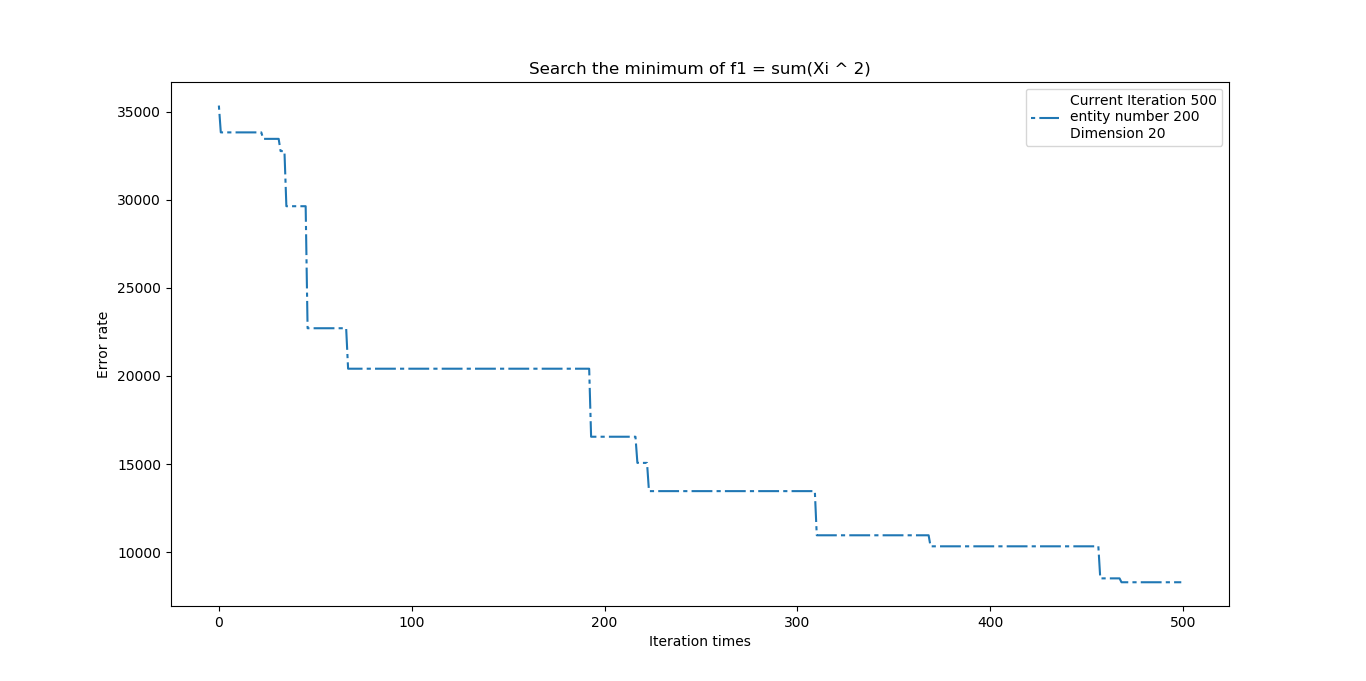 Search the minimum of f1 = sum(Xi ^ 2)
Current Iteration 500
entity number 200
Dimension 20
35000
30000
25000
20000
15000
10000
Error rate
0 100 200 300 400 500
Iteration times